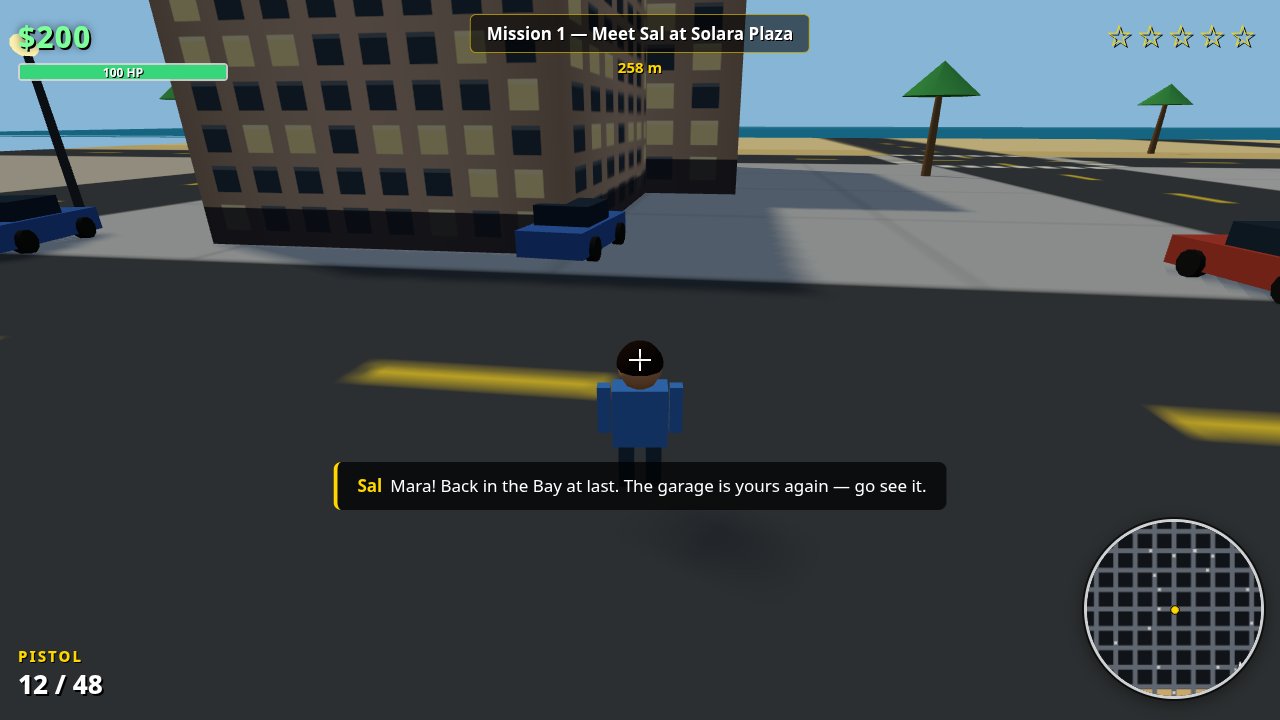 $200
100 HP
Mission 1 — Meet Sal at Solara Plaza
258 m
Sal Mara! Back in the Bay at last. The garage is yours again — go see it.
PISTOL
12 / 48